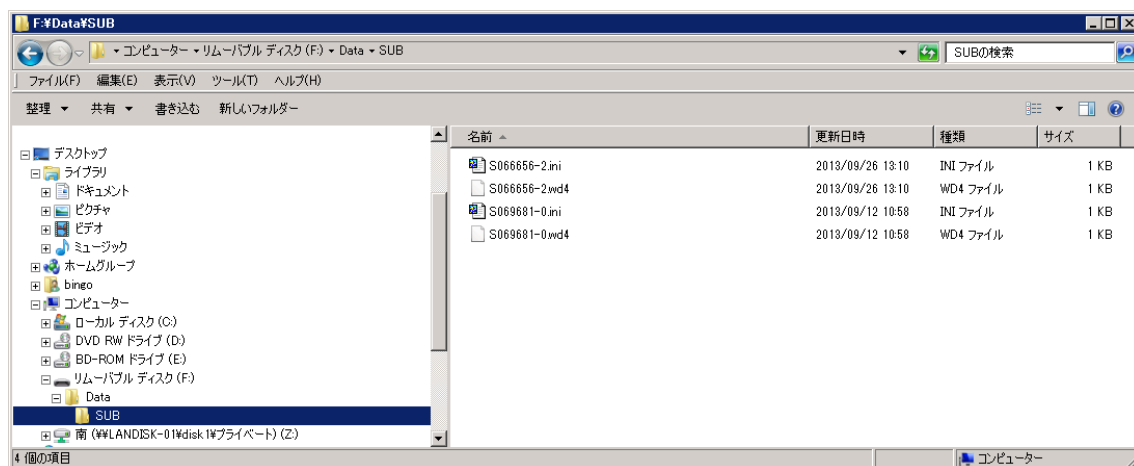 F:¥Data¥SUB
コンピューター リムーバブル ディスク (F:) Data SUB SUBの検索
ファイル(F) 編集(E) 表示(V) ツール(T) ヘルプ(H)
整理 共有 書き込む 新しいフォルダー
デスクトップ
ライブラリ
ドキュメント
ピクチャ
ビデオ
ミュージック
ホームグループ
bingo
コンピューター
ローカル ディスク (C:)
DVD RW ドライブ (D:)
BD-ROM ドライブ (E:)
リムーバブル ディスク (F:)
Data
SUB
南 (¥¥LANDISK-01¥disk1¥プライベート) (Z:)
名前 更新日時 種類 サイズ
S066656-2.ini 2013/09/26 13:10 INI ファイル 1 KB
S066656-2.wd4 2013/09/26 13:10 WD4 ファイル 1 KB
S069681-0.ini 2013/09/12 10:58 INI ファイル 1 KB
S069681-0.wd4 2013/09/12 10:58 WD4 ファイル 1 KB
4 個の項目 コンピューター